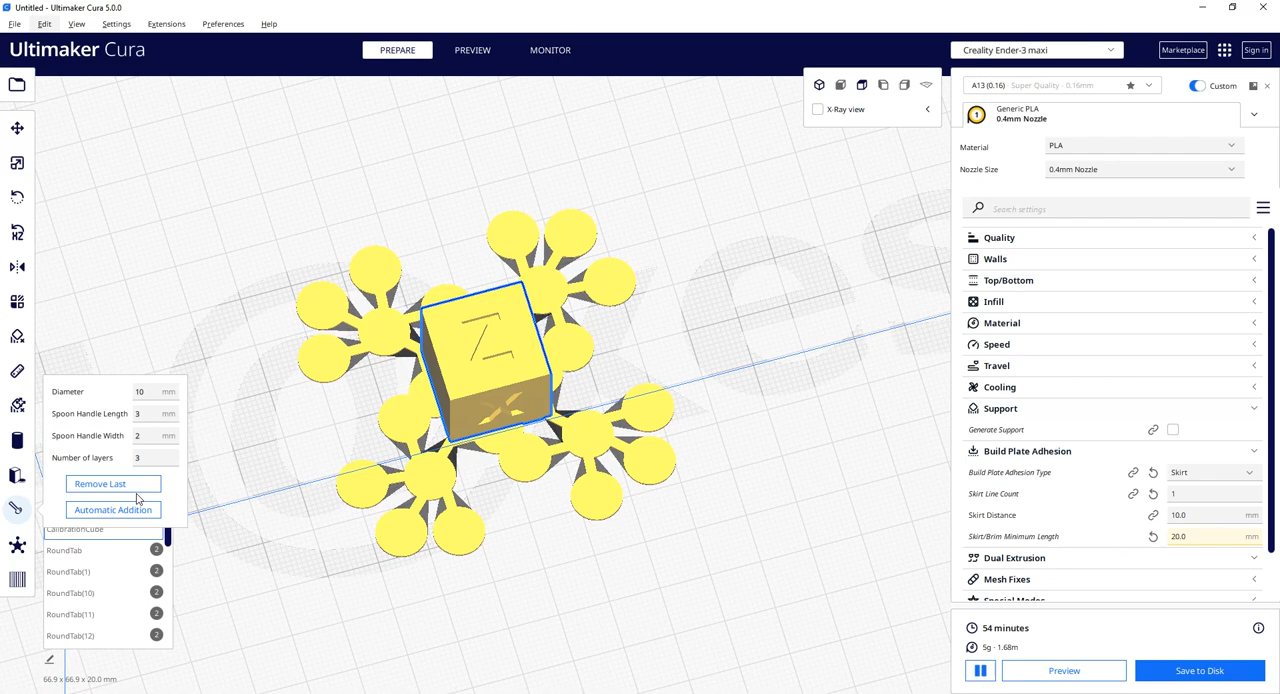 Untitled - Ultimaker Cura 5.0.0
File Edit View Settings Extensions Preferences Help
Ultimaker Cura
PREPARE PREVIEW MONITOR
Creality Ender-3 maxi
Marketplace Sign in
X-Ray view
A13 (0.16) Super Quality - 0.16mm Custom
1 Generic PLA
0.4mm Nozzle
Material PLA
Nozzle Size 0.4mm Nozzle
Search settings
Quality
Walls
Top/Bottom
Infill
Material
Speed
Travel
Cooling
Support
Generate Support
Build Plate Adhesion
Build Plate Adhesion Type Skirt
Skirt Line Count 1
Skirt Distance 10.0 mm
Skirt/Brim Minimum Length 20.0 mm
Dual Extrusion
Mesh Fixes
Special Modes
54 minutes
5g · 1.68m
Preview Save to Disk
Z
X
Diameter 10 mm
Spoon Handle Length 3 mm
Spoon Handle Width 2 mm
Number of layers 3
Remove Last
Automatic Addition
CalibrationCube
RoundTab 2
RoundTab(1) 2
RoundTab(10) 2
RoundTab(11) 2
RoundTab(12) 2
66.9 x 66.9 x 20.0 mm